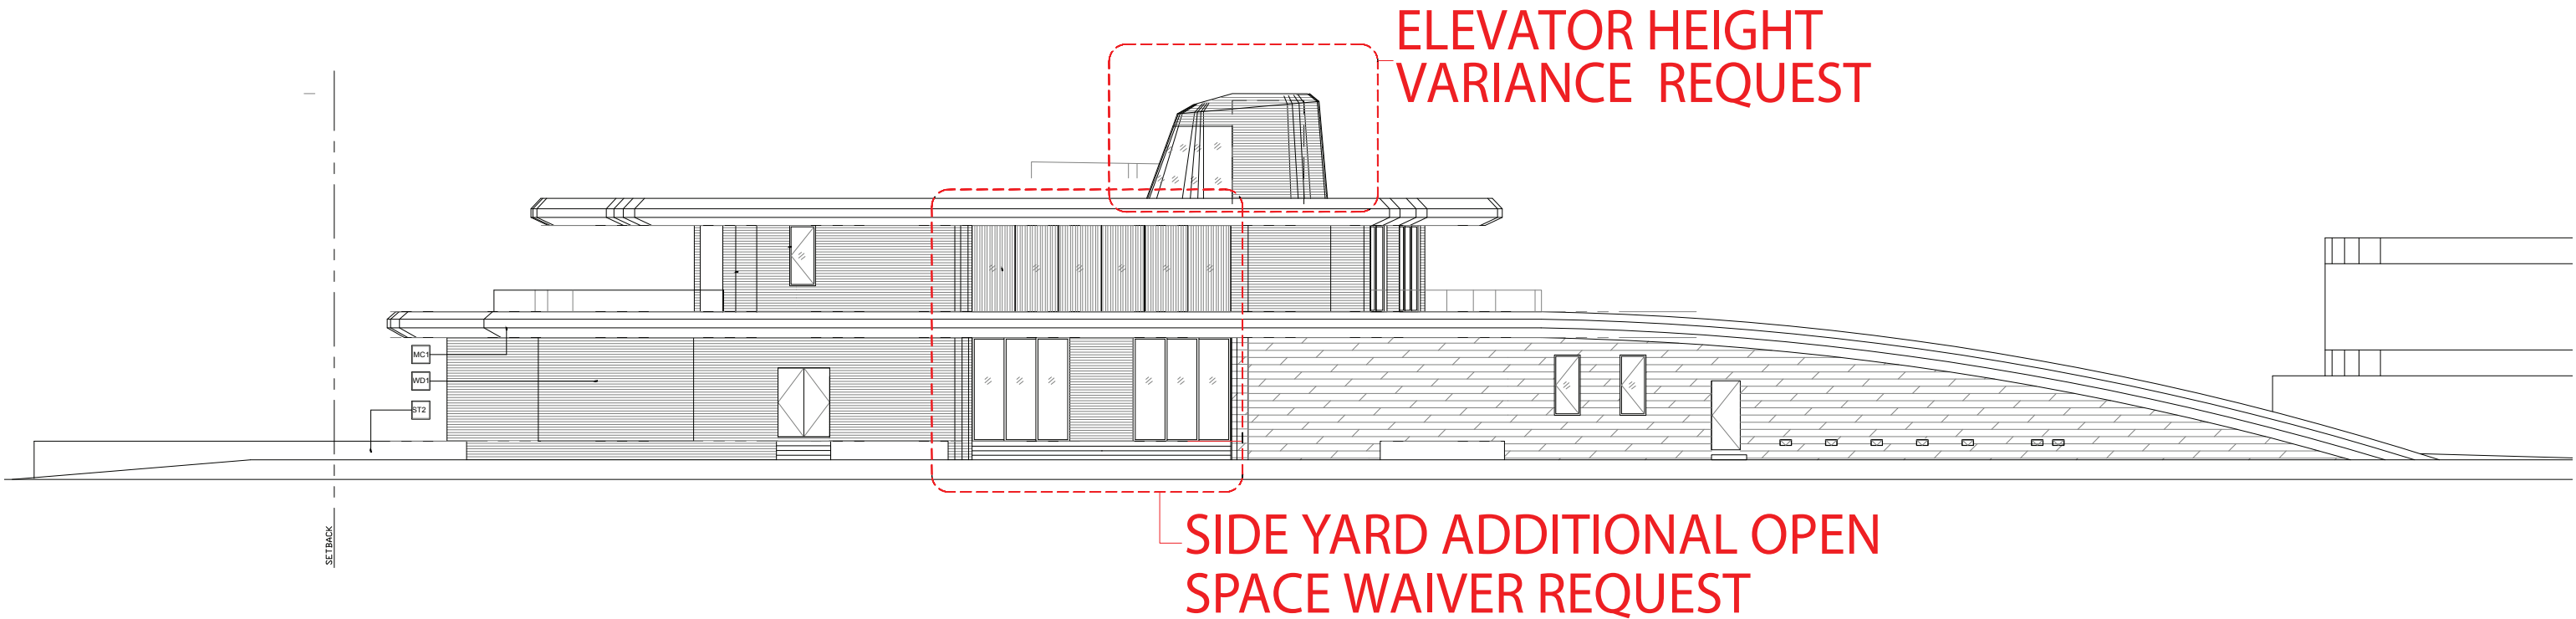 ELEVATOR HEIGHT
VARIANCE REQUEST
MC1
WD1
ST2
SETBACK
SIDE YARD ADDITIONAL OPEN
SPACE WAIVER REQUEST